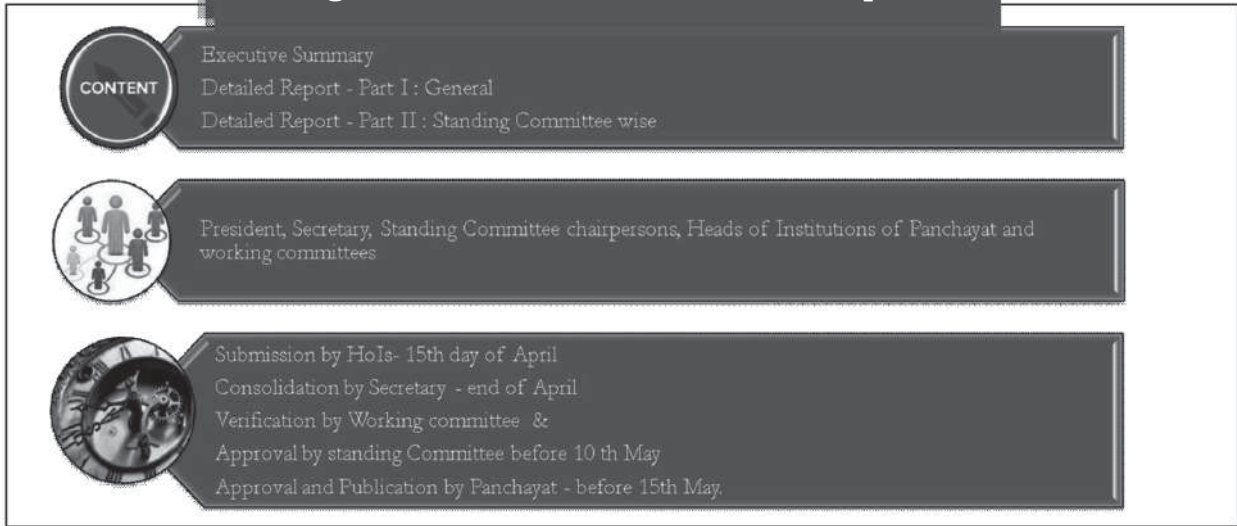 CONTENT
Executive Summary
Detailed Report - Part I : General
Detailed Report - Part II : Standing Committee wise
President, Secretary, Standing Committee chairpersons, Heads of Institutions of Panchayat and
working committees
Submission by HoIs- 15th day of April
Consolidation by Secretary - end of April
Verification by Working committee &
Approval by standing Committee before 10 th May
Approval and Publication by Panchayat - before 15th May.